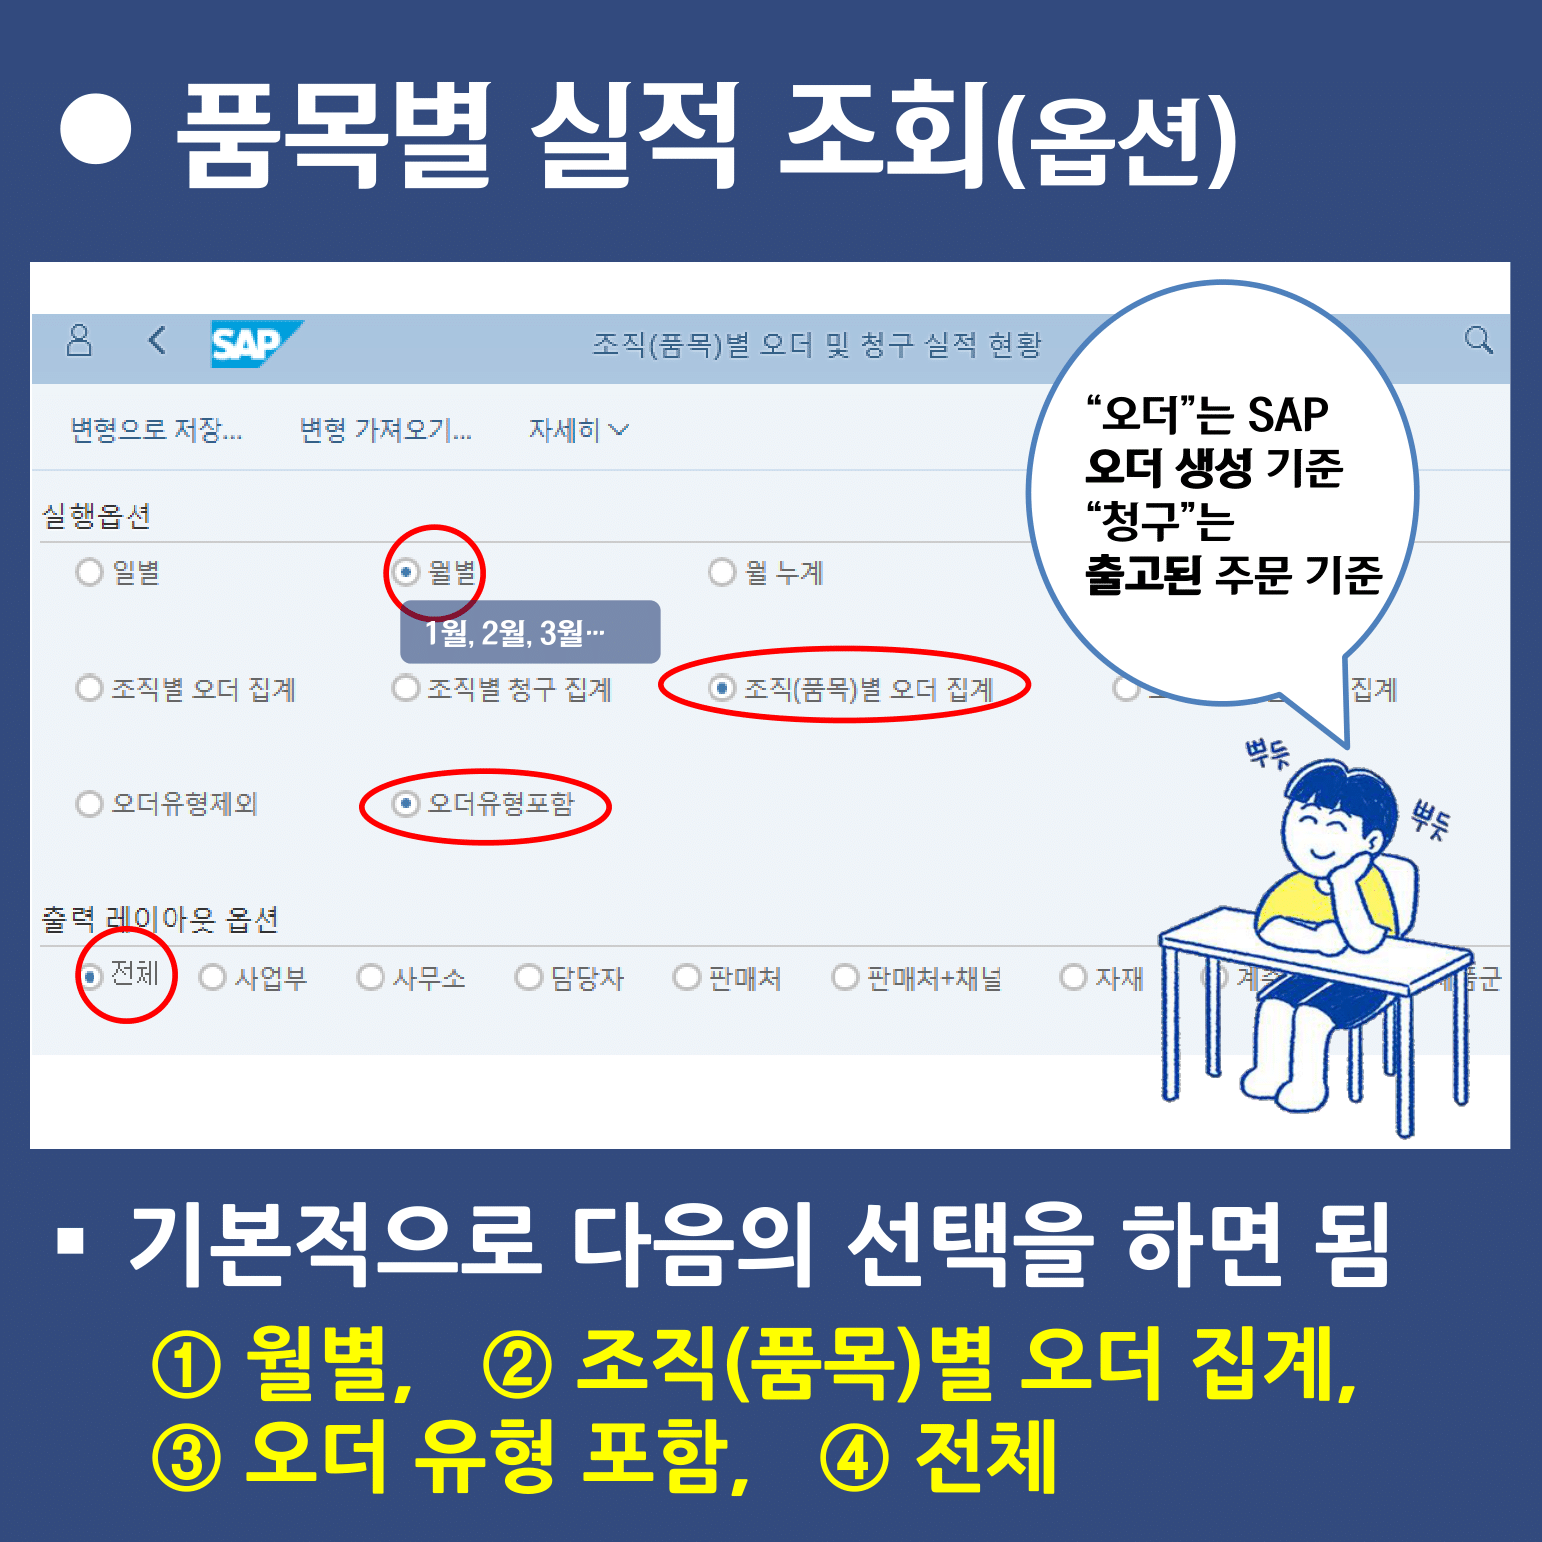 ● 품목별 실적 조회(옵션)
SAP 조직(품목)별 오더 및 청구 실적 현황
변형으로 저장... 변형 가져오기... 자세히
실행옵션
일별 월별 월 누계
1월, 2월, 3월…
조직별 오더 집계 조직별 청구 집계 조직(품목)별 오더 집계 집계
오더유형제외 오더유형포함
“오더”는 SAP
오더 생성 기준
“청구”는
출고된 주문 기준
뿌듯
뿌듯
출력 레이아웃 옵션
전체 사업부 사무소 담당자 판매처 판매처+채널 자재
▪ 기본적으로 다음의 선택을 하면 됨
① 월별, ② 조직(품목)별 오더 집계,
③ 오더 유형 포함, ④ 전체